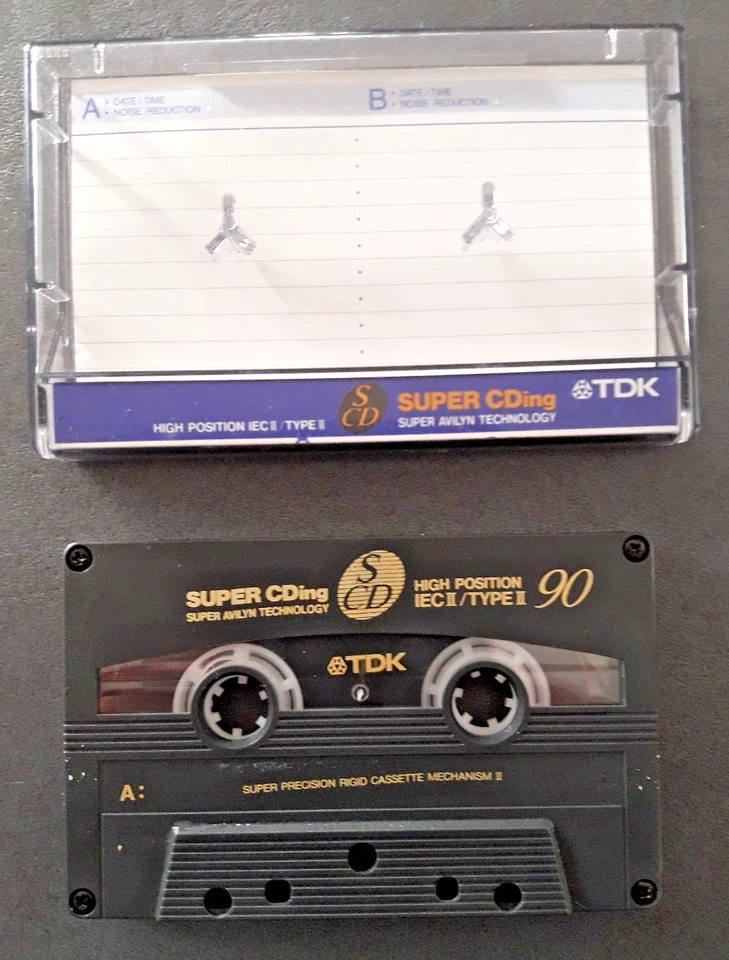 A • DATE / TIME
• NOISE REDUCTION
B • DATE / TIME
• NOISE REDUCTION
HIGH POSITION IEC II / TYPE II
S
CD
SUPER CDing
SUPER AVILYN TECHNOLOGY
TDK
SUPER CDing
SUPER AVILYN TECHNOLOGY
S
CD
HIGH POSITION
IEC II / TYPE II
90
TDK
A:
SUPER PRECISION RIGID CASSETTE MECHANISM II